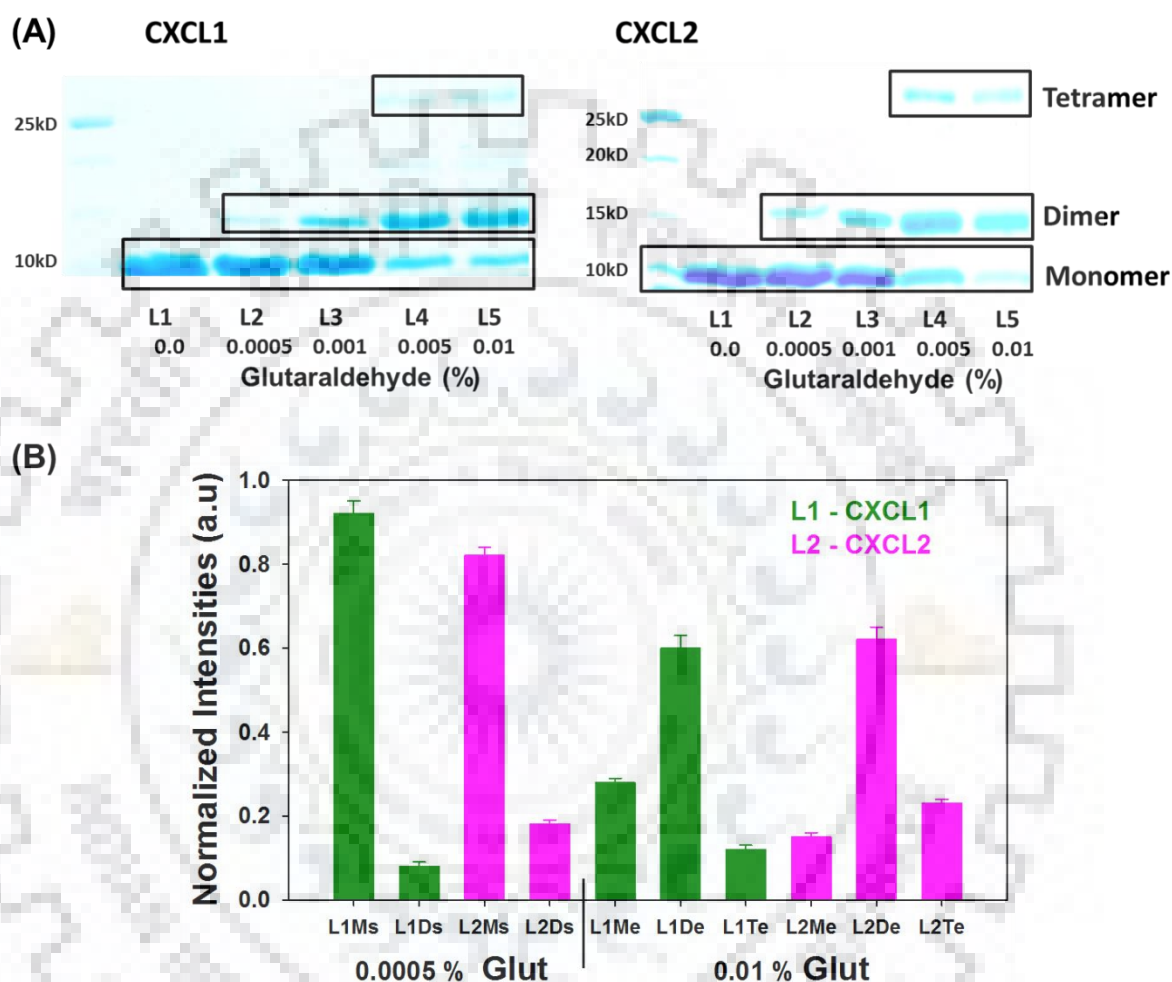 (A) CXCL1 CXCL2
Tetramer
25kD 25kD
20kD
15kD Dimer
10kD 10kD Monomer
L1 L2 L3 L4 L5 L1 L2 L3 L4 L5
0.0 0.0005 0.001 0.005 0.01 0.0 0.0005 0.001 0.005 0.01
Glutaraldehyde (%) Glutaraldehyde (%)
(B)
Normalized Intensities (a.u)
1.0
0.8
0.6
0.4
0.2
0.0
L1 - CXCL1
L2 - CXCL2
L1Ms L1Ds L2Ms L2Ds L1Me L1De L1Te L2Me L2De L2Te
0.0005 % Glut 0.01 % Glut